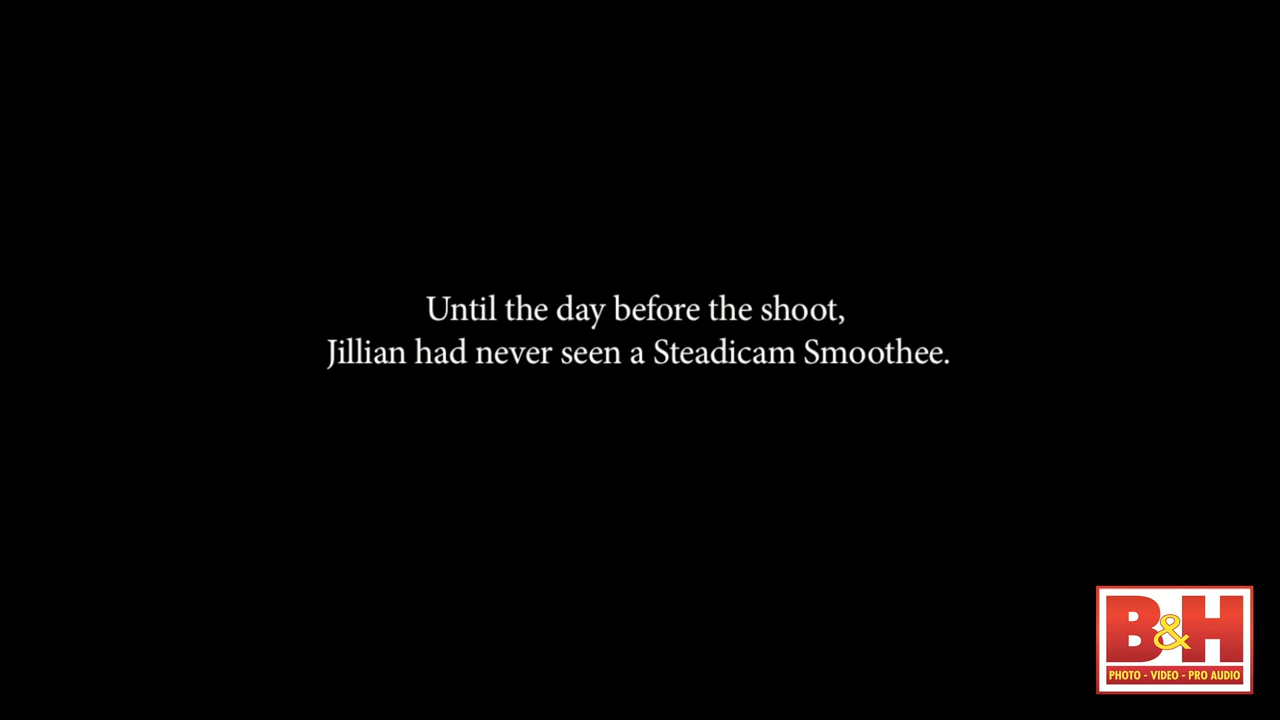 Until the day before the shoot,
Jillian had never seen a Steadicam Smoothee.
B&H
PHOTO - VIDEO - PRO AUDIO